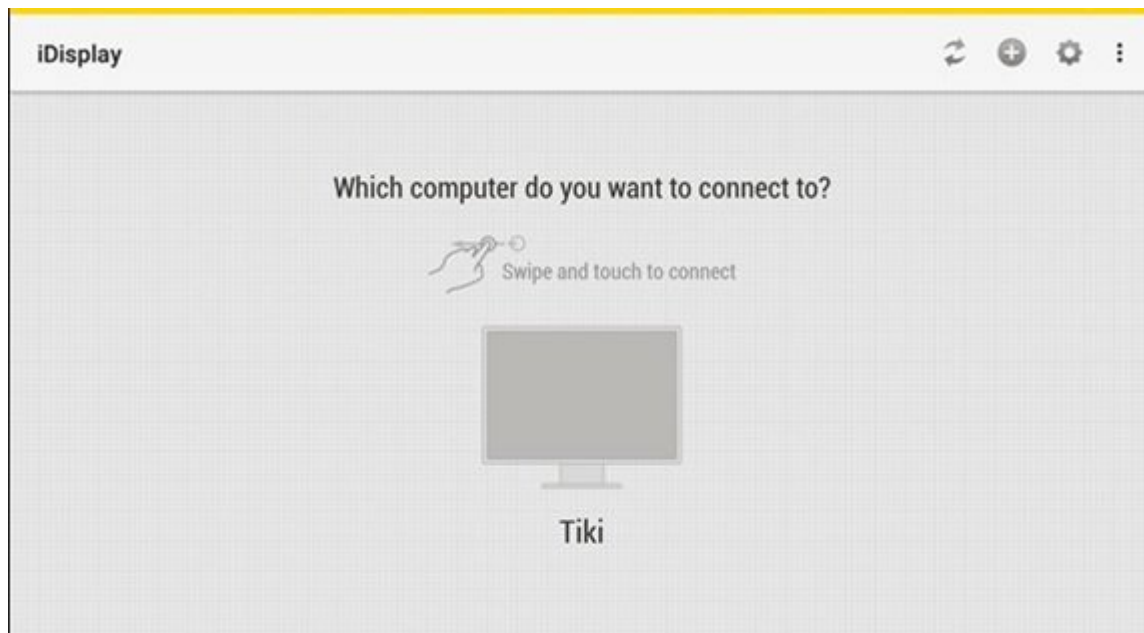 iDisplay
Which computer do you want to connect to?
Swipe and touch to connect
Tiki